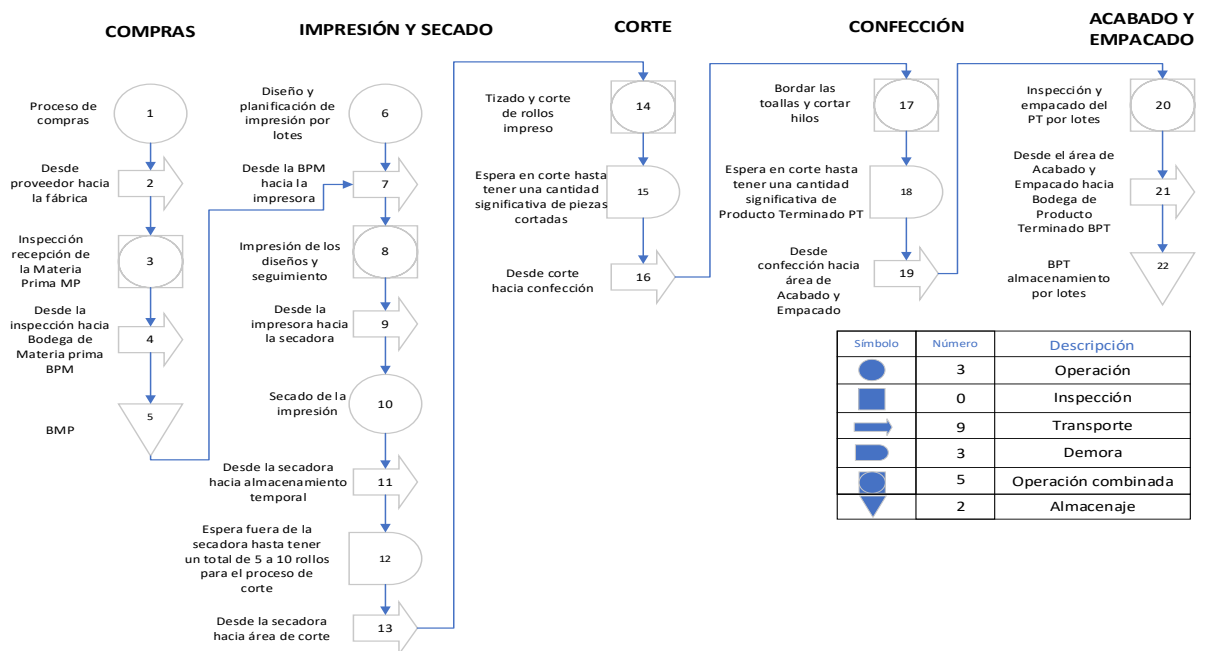 COMPRAS
Proceso de
compras
1
Desde
proveedor hacia
la fábrica
2
Inspección
recepción de
la Materia
Prima MP
3
Desde la
inspección hacia
Bodega de
Materia prima
BPM
4
BMP
5
IMPRESIÓN Y SECADO
Diseño y
planificación de
impresión por
lotes
6
Desde la BPM
hacia la
impresora
7
Impresión de los
diseños y
seguimiento
8
Desde la
impresora hacia
la secadora
9
Secado de la
impresión
10
Desde la secadora
hacia almacenamiento
temporal
11
Espera fuera de la
secadora hasta tener
un total de 5 a 10 rollos
para el proceso de
corte
12
Desde la secadora
hacia área de corte
13
CORTE
Tizado y corte
de rollos
impreso
14
Espera en corte hasta
tener una cantidad
significativa de piezas
cortadas
15
Desde corte
hacia confección
16
CONFECCIÓN
Bordar las
toallas y cortar
hilos
17
Espera en corte hasta
tener una cantidad
significativa de
Producto Terminado PT
18
Desde
confección hacia
área de
Acabado y
Empacado
19
ACABADO Y
EMPACADO
Inspección y
empacado del
PT por lotes
20
Desde el área de
Acabado y
Empacado hacia
Bodega de
Producto
Terminado BPT
21
BPT
almacenamiento
por lotes
22
Símbolo Número Descripción
3 Operación
0 Inspección
9 Transporte
3 Demora
5 Operación combinada
2 Almacenaje